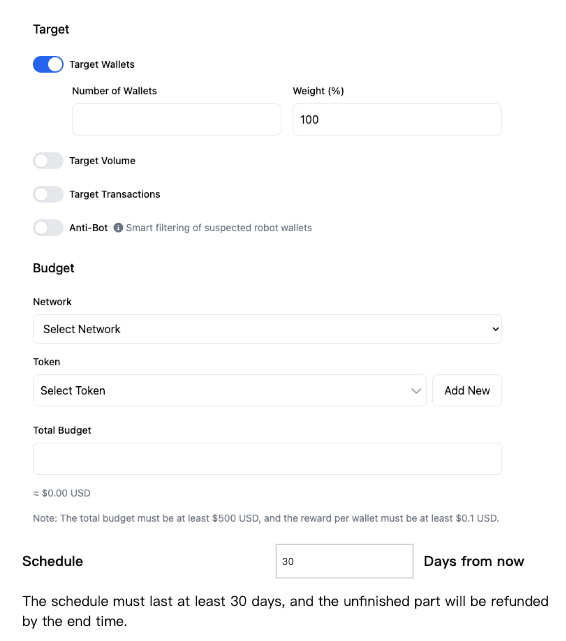 Target
Target Wallets
Number of Wallets
Weight (%)
100
Target Volume
Target Transactions
Anti-Bot Smart filtering of suspected robot wallets
Budget
Network
Select Network
Token
Select Token
Add New
Total Budget
≈ $0.00 USD
Note: The total budget must be at least $500 USD, and the reward per wallet must be at least $0.1 USD.
Schedule 30 Days from now
The schedule must last at least 30 days, and the unfinished part will be refunded
by the end time.